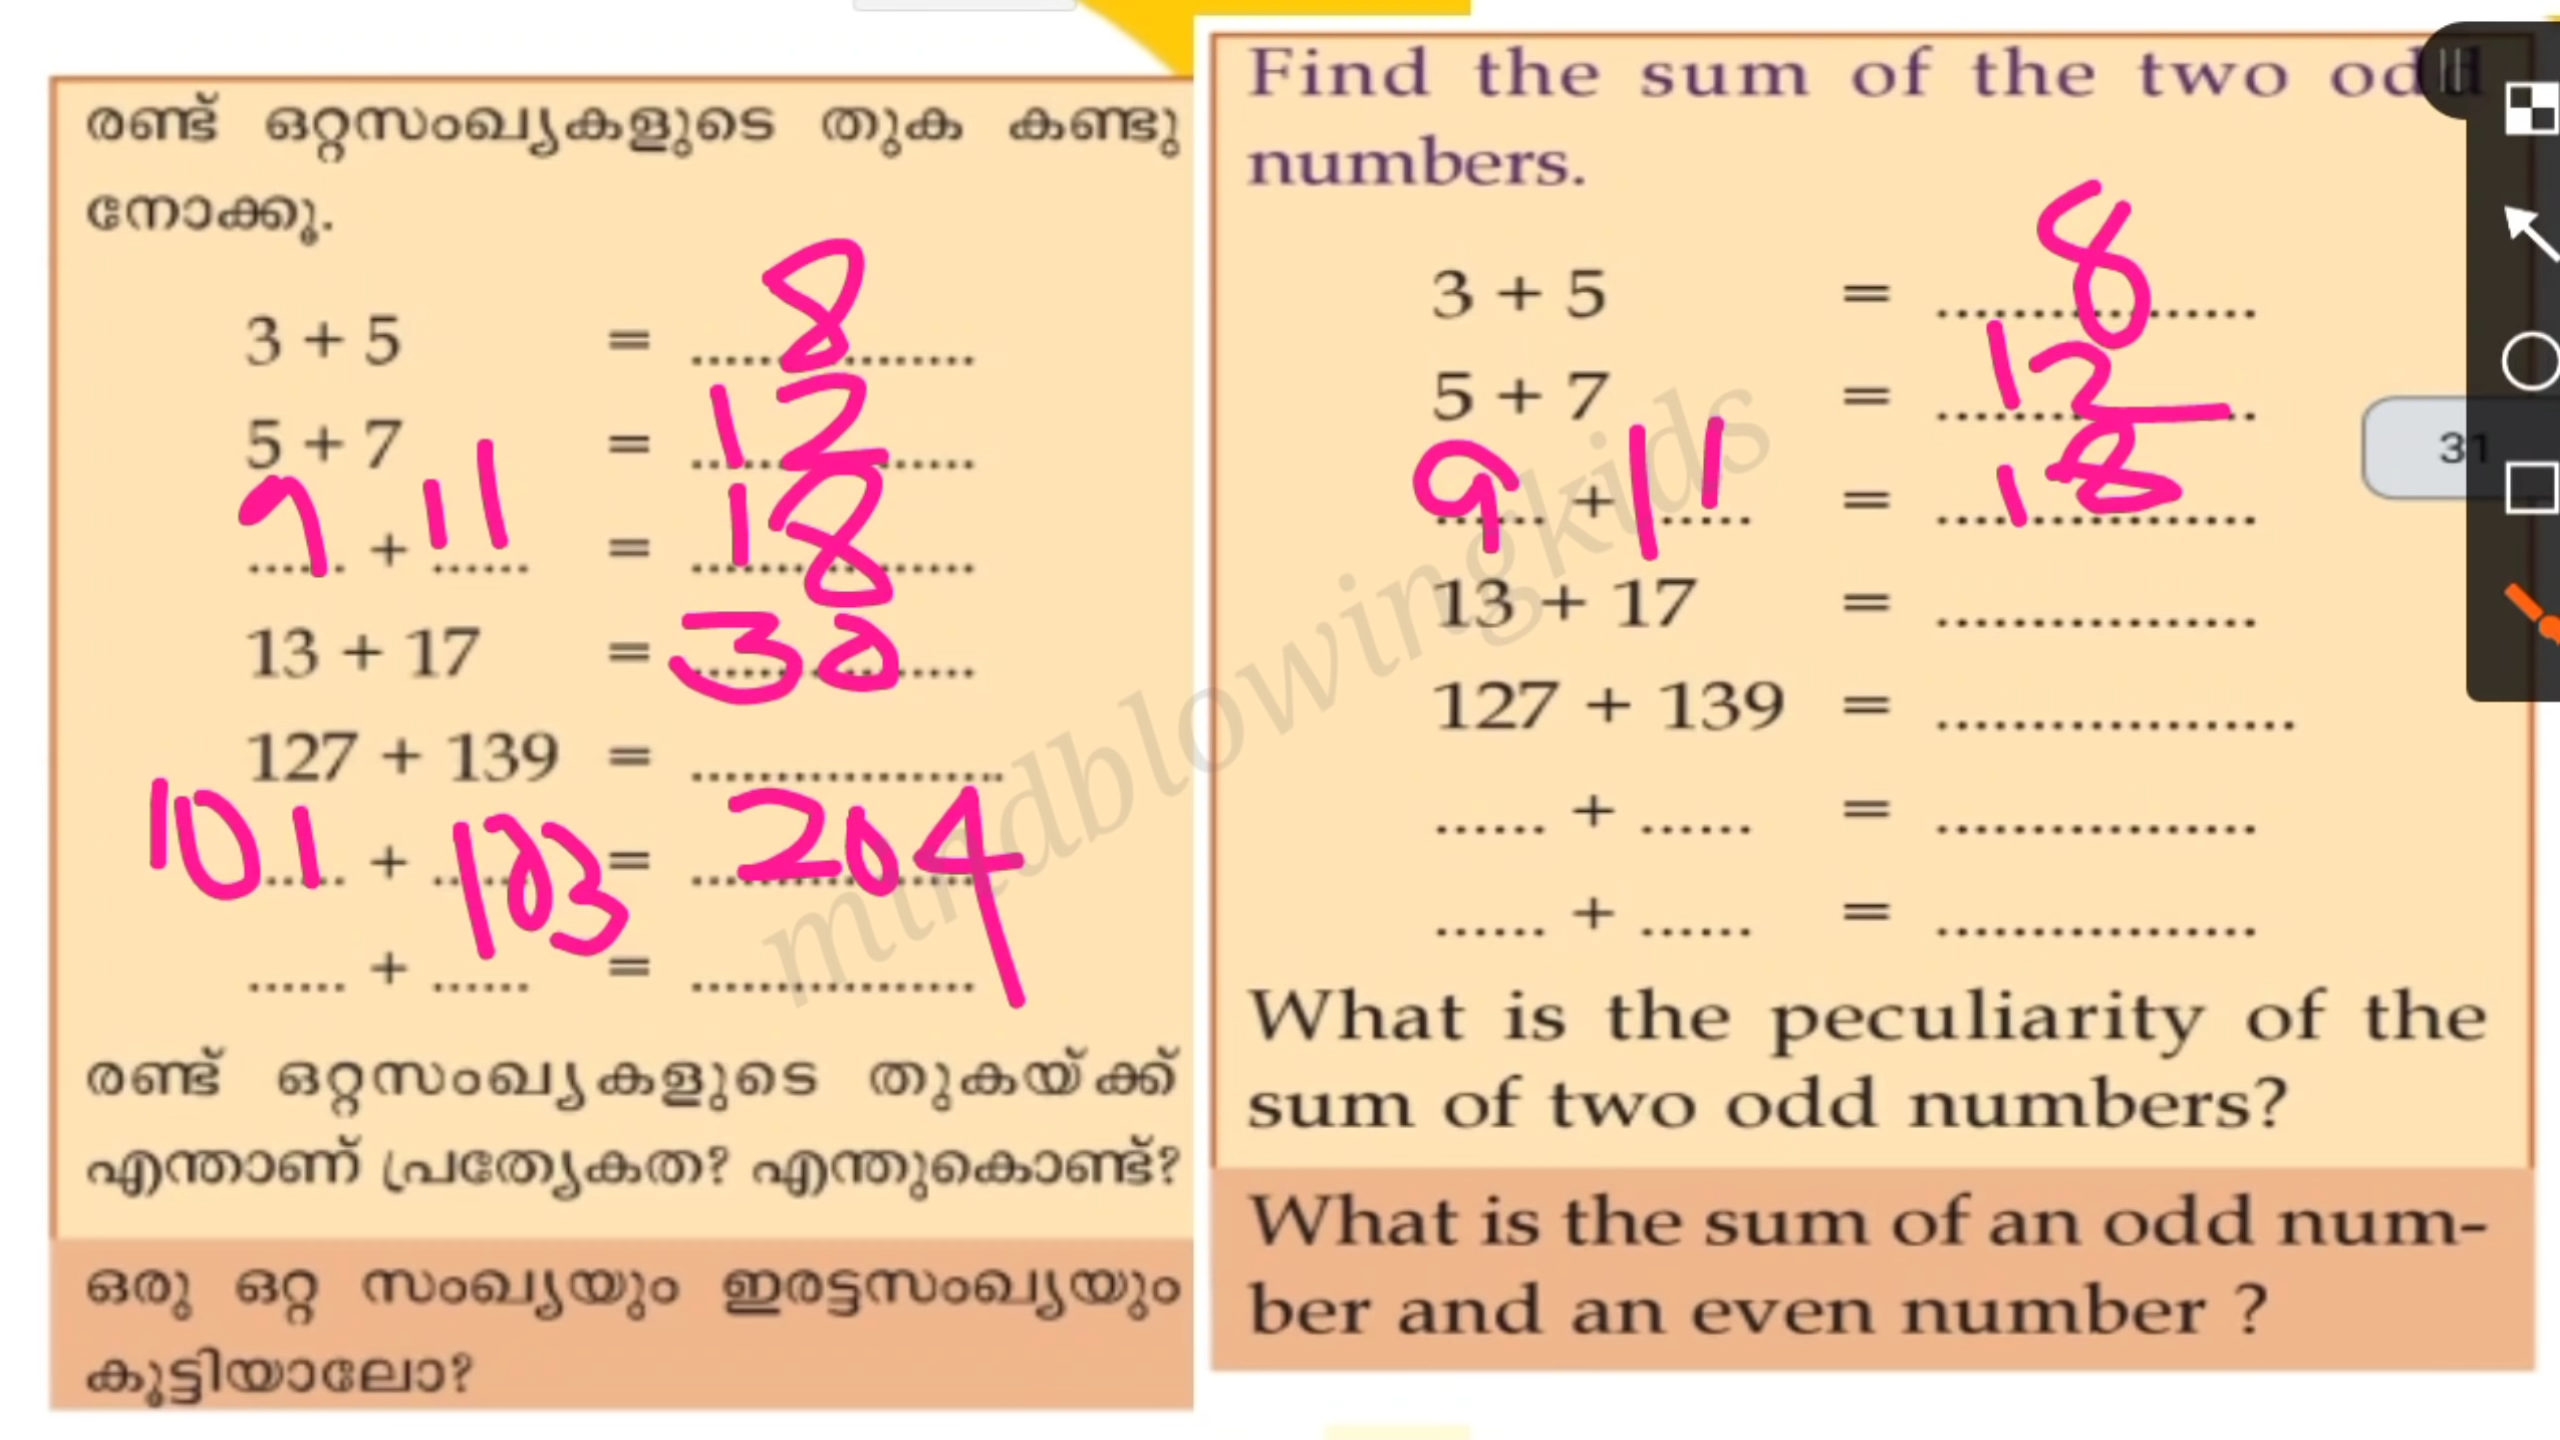 രണ്ട് ഒറ്റസംഖ്യകളുടെ തുക കണ്ടു
നോക്കൂ.
3 + 5 = 8
5 + 7 = 12
9 + 11 = 18
13 + 17 = 30
127 + 139 = ....................
101 + 103 = 204
...... + ...... = .................
രണ്ട് ഒറ്റസംഖ്യകളുടെ തുകയ്ക്ക്
എന്താണ് പ്രത്യേകത? എന്തുകൊണ്ട്?
ഒരു ഒറ്റ സംഖ്യയും ഇരട്ടസംഖ്യയും
കൂട്ടിയാലോ?
Find the sum of the two odd
numbers.
3 + 5 = 8
5 + 7 = 12
9 + 11 = 18
13 + 17 = .................
127 + 139 = ...................
...... + ...... = .................
...... + ...... = .................
What is the peculiarity of the
sum of two odd numbers?
What is the sum of an odd num-
ber and an even number ?
31
mindblowingkids